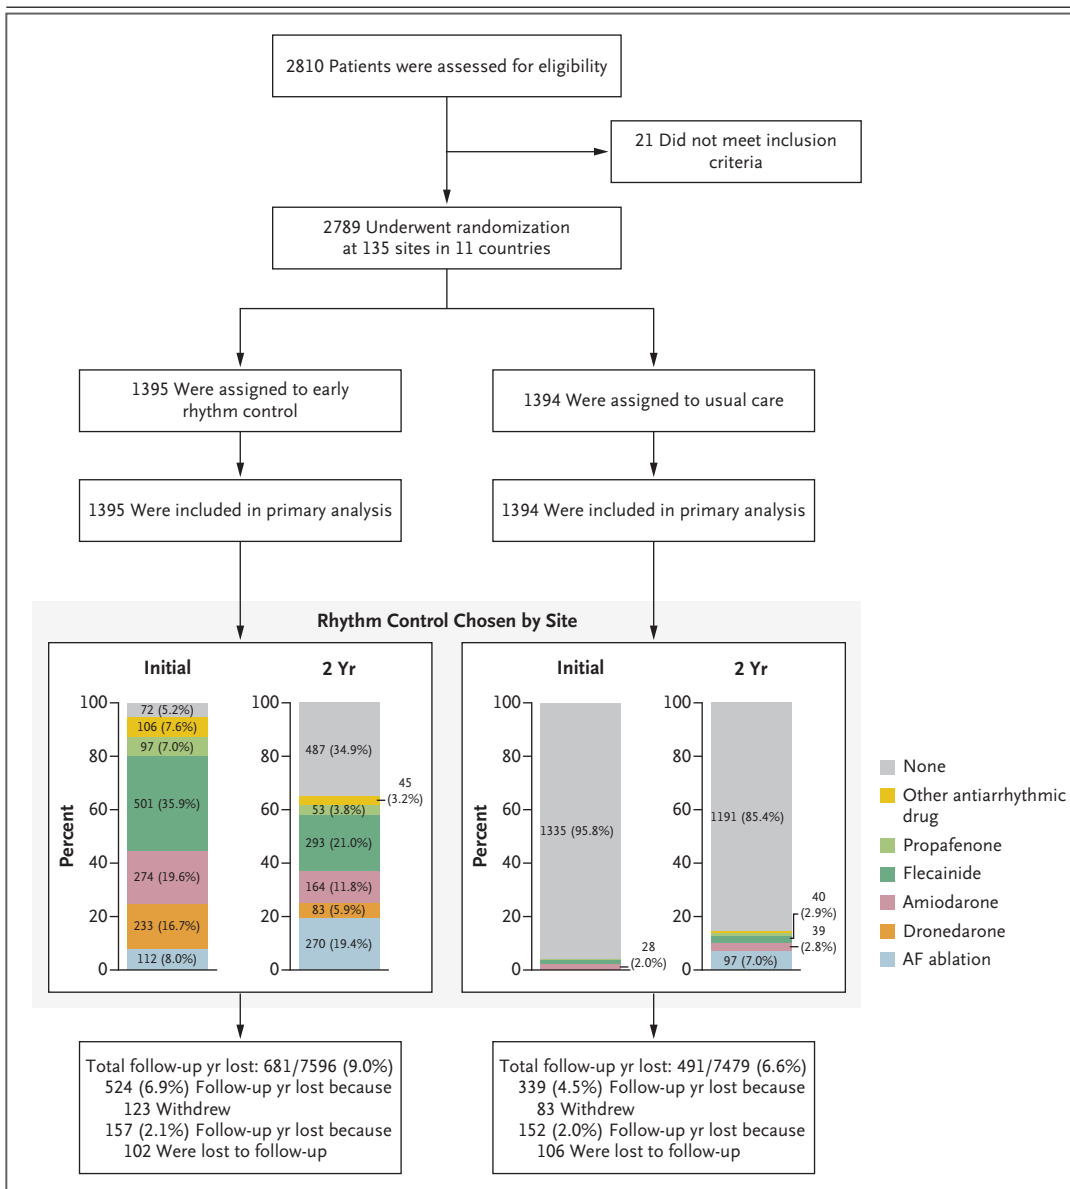 2810 Patients were assessed for eligibility
21 Did not meet inclusion
criteria
2789 Underwent randomization
at 135 sites in 11 countries
1395 Were assigned to early
rhythm control
1394 Were assigned to usual care
1395 Were included in primary analysis
1394 Were included in primary analysis
Rhythm Control Chosen by Site
Initial
2 Yr
Percent
100
80
60
40
20
0
72 (5.2%)
106 (7.6%)
97 (7.0%)
501 (35.9%)
274 (19.6%)
233 (16.7%)
112 (8.0%)
100
80
60
40
20
0
487 (34.9%)
45
(3.2%)
53 (3.8%)
293 (21.0%)
164 (11.8%)
83 (5.9%)
270 (19.4%)
Initial
2 Yr
Percent
100
80
60
40
20
0
1335 (95.8%)
28
(2.0%)
100
80
60
40
20
0
1191 (85.4%)
40
(2.9%)
39
(2.8%)
97 (7.0%)
None
Other antiarrhythmic
drug
Propafenone
Flecainide
Amiodarone
Dronedarone
AF ablation
Total follow-up yr lost: 681/7596 (9.0%)
524 (6.9%) Follow-up yr lost because
123 Withdrew
157 (2.1%) Follow-up yr lost because
102 Were lost to follow-up
Total follow-up yr lost: 491/7479 (6.6%)
339 (4.5%) Follow-up yr lost because
83 Withdrew
152 (2.0%) Follow-up yr lost because
106 Were lost to follow-up